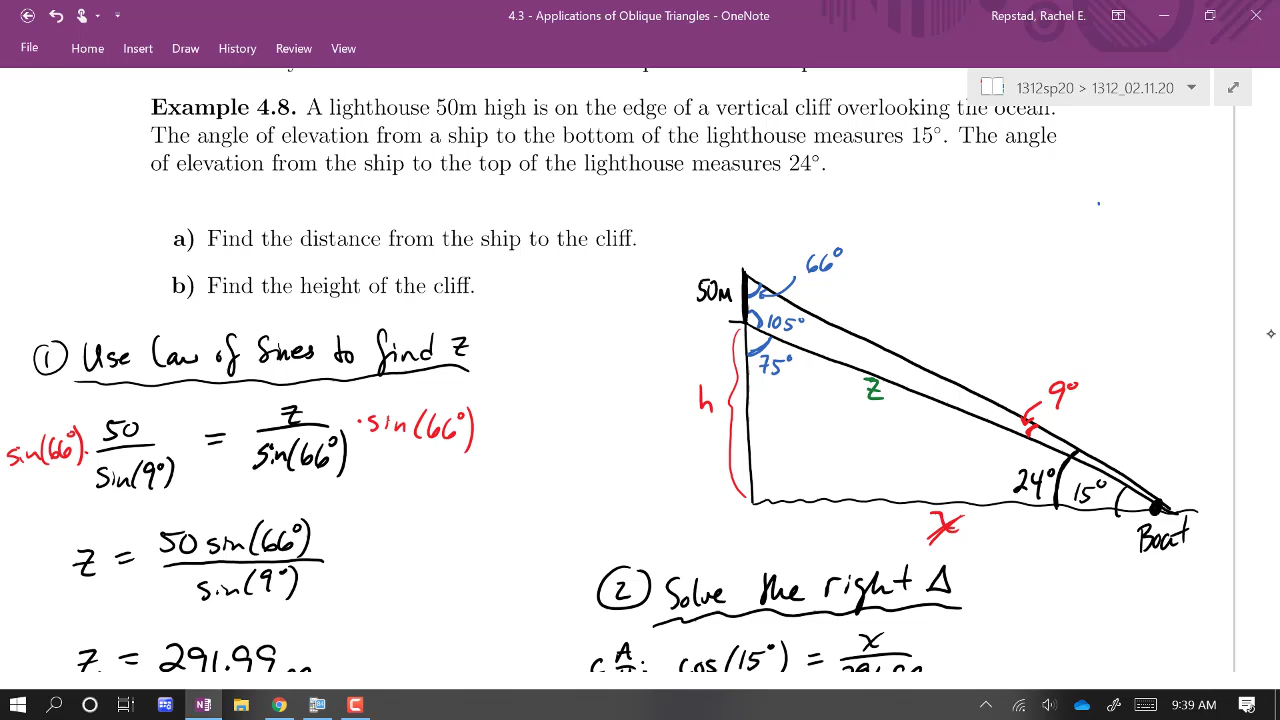 4.3 - Applications of Oblique Triangles - OneNote
Repstad, Rachel E.
File Home Insert Draw History Review View
1312sp20 > 1312_02.11.20
Example 4.8. A lighthouse 50m high is on the edge of a vertical cliff overlooking the ocean.
The angle of elevation from a ship to the bottom of the lighthouse measures 15°. The angle
of elevation from the ship to the top of the lighthouse measures 24°.
a) Find the distance from the ship to the cliff.
b) Find the height of the cliff.
66°
50m
105°
75°
h
z
9°
24° 15°
x
Boat
① Use Law of Sines to find z
sin(66°)· 50/sin(9°) = z/sin(66°) ·sin(66°)
z = 50 sin(66°)/sin(9°)
z = 291.99
② Solve the right Δ
cos(15°) = x
9:39 AM